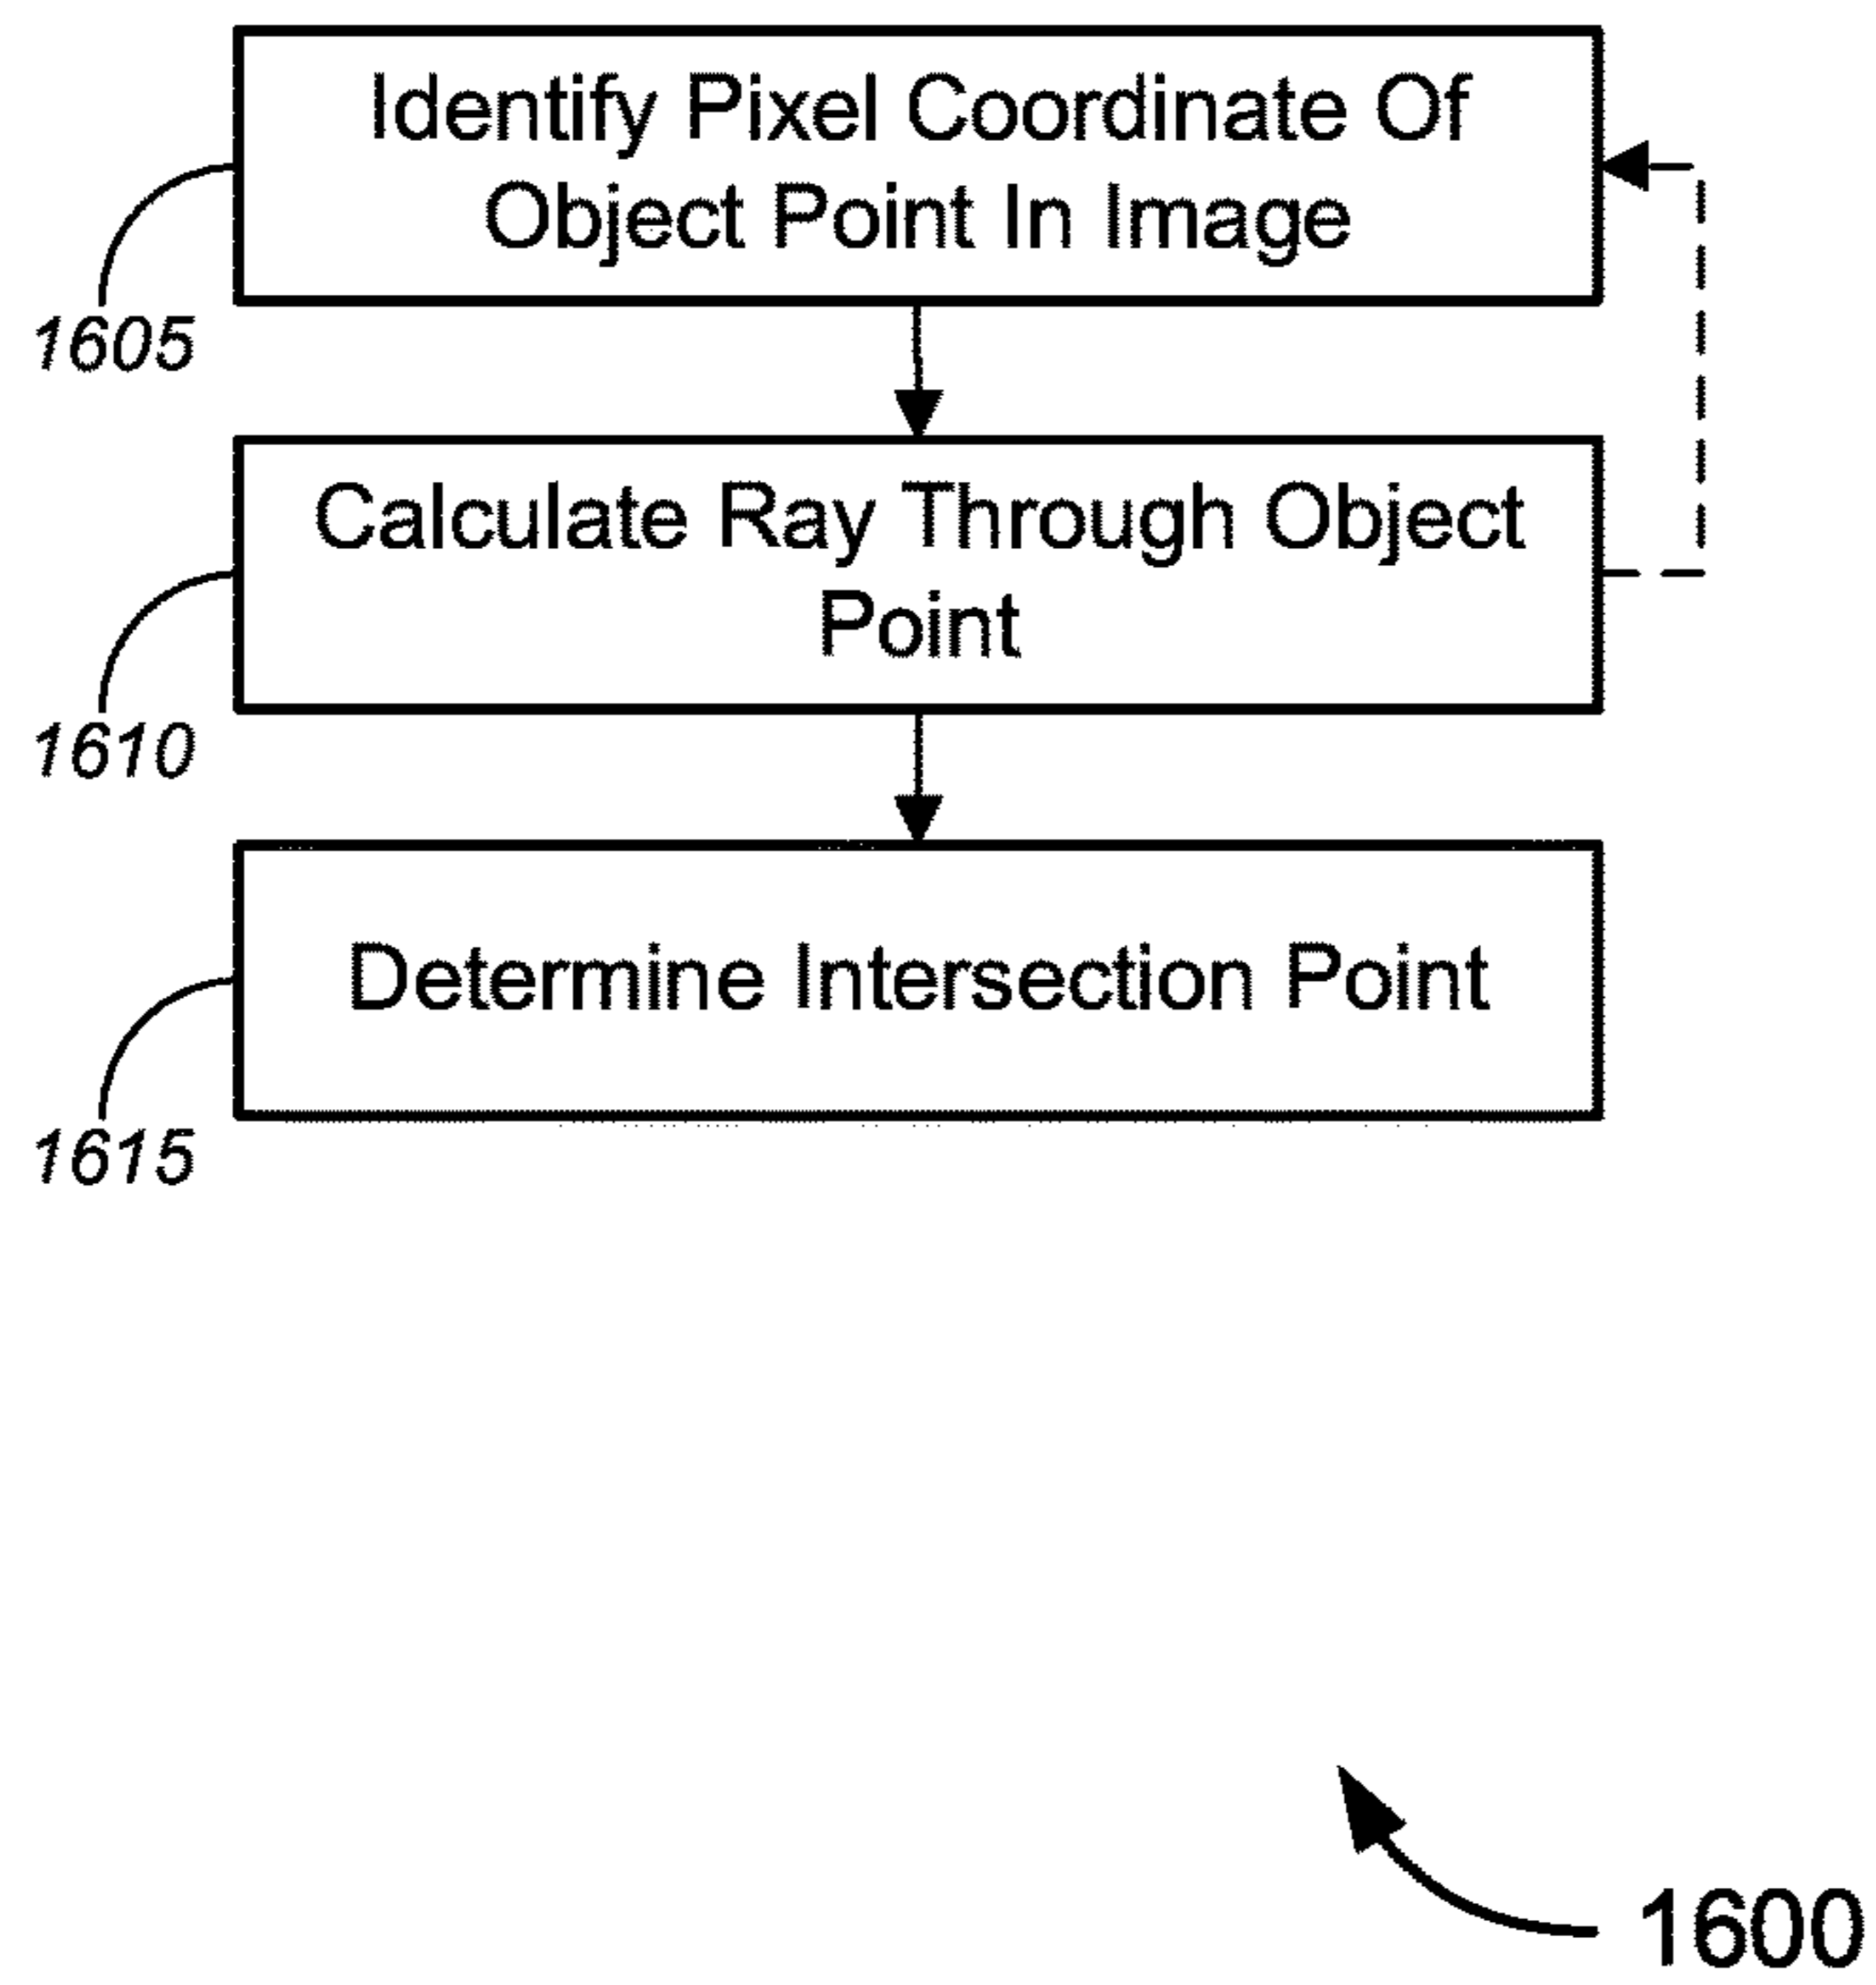 Identify Pixel Coordinate Of
Object Point In Image
1605
Calculate Ray Through Object
Point
1610
Determine Intersection Point
1615
1600